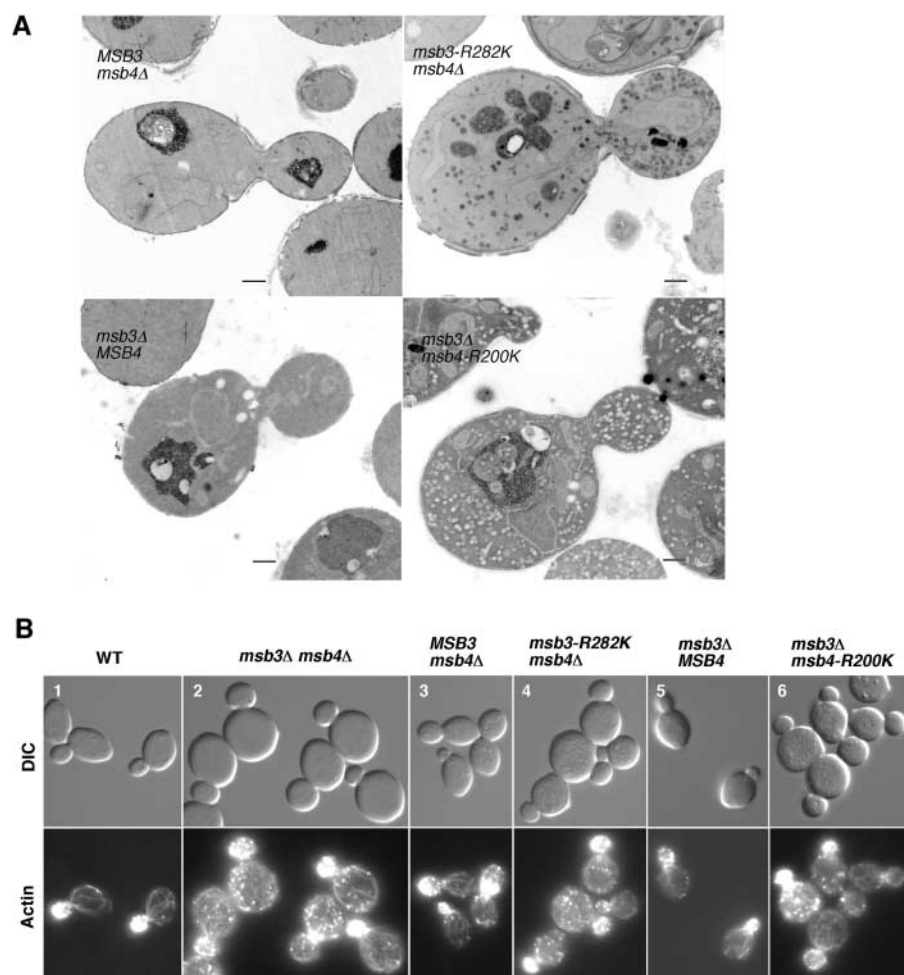 A
MSB3
msb4Δ
msb3-R282K
msb4Δ
msb3Δ
MSB4
msb3Δ
msb4-R200K
B
WT
msb3Δ msb4Δ
MSB3
msb4Δ
msb3-R282K
msb4Δ
msb3Δ
MSB4
msb3Δ
msb4-R200K
DIC
1
2
3
4
5
6
Actin